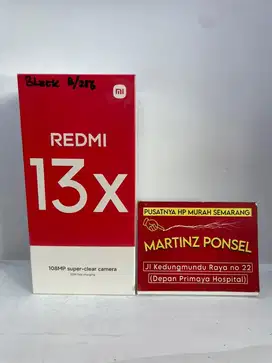 Black 8/256
mi
REDMI
13x
108MP super-clear camera
PUSATNYA HP MURAH SEMARANG
MARTINZ PONSEL
Jl Kedungmundu Raya no 22
(Depan Primaya Hospital)